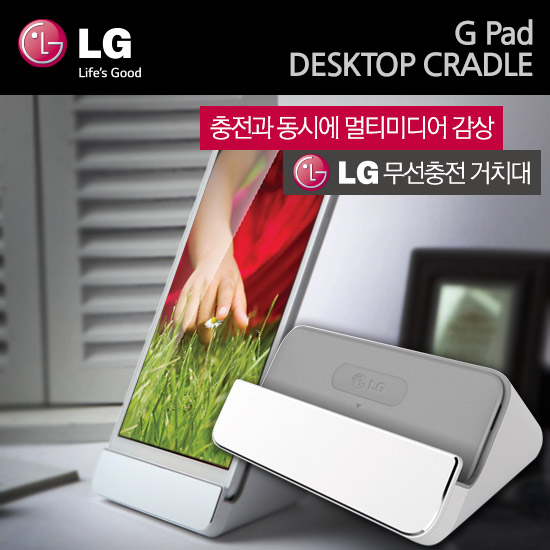 LG
Life's Good
G Pad
DESKTOP CRADLE
충전과 동시에 멀티미디어 감상
LG 무선충전 거치대
LG